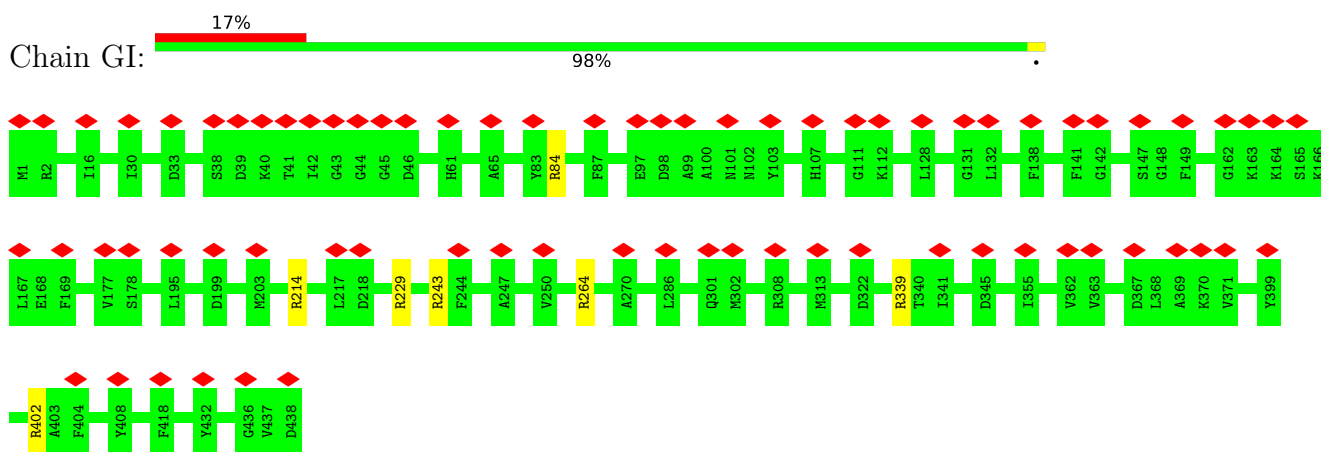 17%
Chain GI:
98%
.
M1 R2 I16 I30 D33 S38 D39 K40 T41 I42 G43 G44 G45 D46 H61 A65 Y83 R84 F87 E97 D98 A99 A100 N101 N102 Y103 H107 G111 K112 L128 G131 L132 F138 F141 G142 S147 G148 F149 G162 K163 K164 S165 K166
L167 E168 F169 V177 S178 L195 D199 M203 R214 L217 D218 R229 R243 F244 A247 V250 R264 A270 L286 Q301 M302 R308 M313 D322 R339 T340 I341 D345 I355 V362 V363 D367 L368 A369 K370 V371 Y399
R402 A403 F404 Y408 F418 Y432 G436 V437 D438